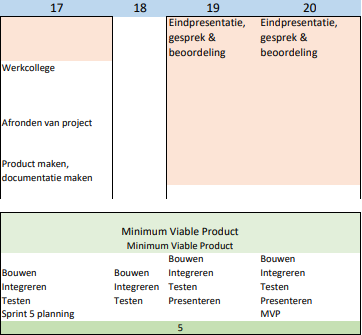 17 18 19 20
Eindpresentatie, Eindpresentatie,
gesprek & gesprek &
beoordeling beoordeling
Werkcollege
Afronden van project
Product maken,
documentatie maken
Minimum Viable Product
Minimum Viable Product
Bouwen Bouwen
Bouwen Bouwen Integreren Integreren
Integreren Integreren Testen Testen
Testen Testen Presenteren Presenteren
Sprint 5 planning MVP
5